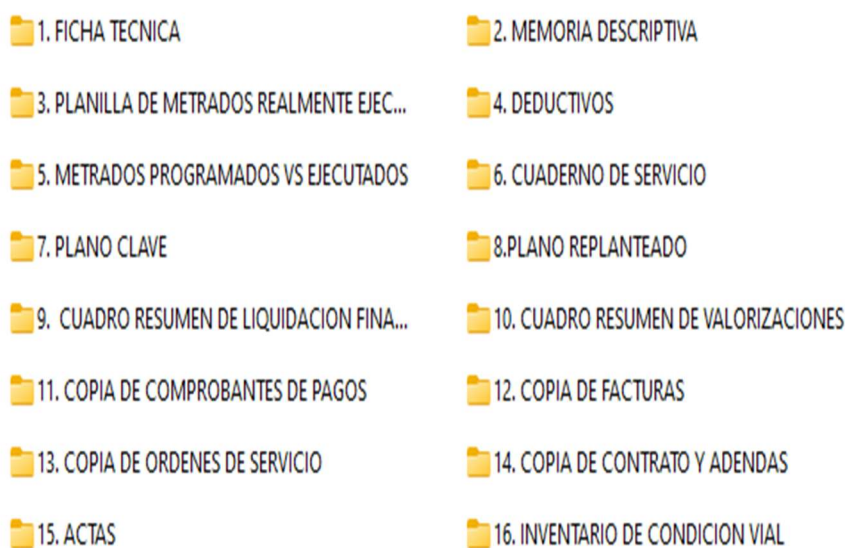 1. FICHA TECNICA
2. MEMORIA DESCRIPTIVA
3. PLANILLA DE METRADOS REALMENTE EJEC...
4. DEDUCTIVOS
5. METRADOS PROGRAMADOS VS EJECUTADOS
6. CUADERNO DE SERVICIO
7. PLANO CLAVE
8.PLANO REPLANTEADO
9.  CUADRO RESUMEN DE LIQUIDACION FINA...
10. CUADRO RESUMEN DE VALORIZACIONES
11. COPIA DE COMPROBANTES DE PAGOS
12. COPIA DE FACTURAS
13. COPIA DE ORDENES DE SERVICIO
14. COPIA DE CONTRATO Y ADENDAS
15. ACTAS
16. INVENTARIO DE CONDICION VIAL